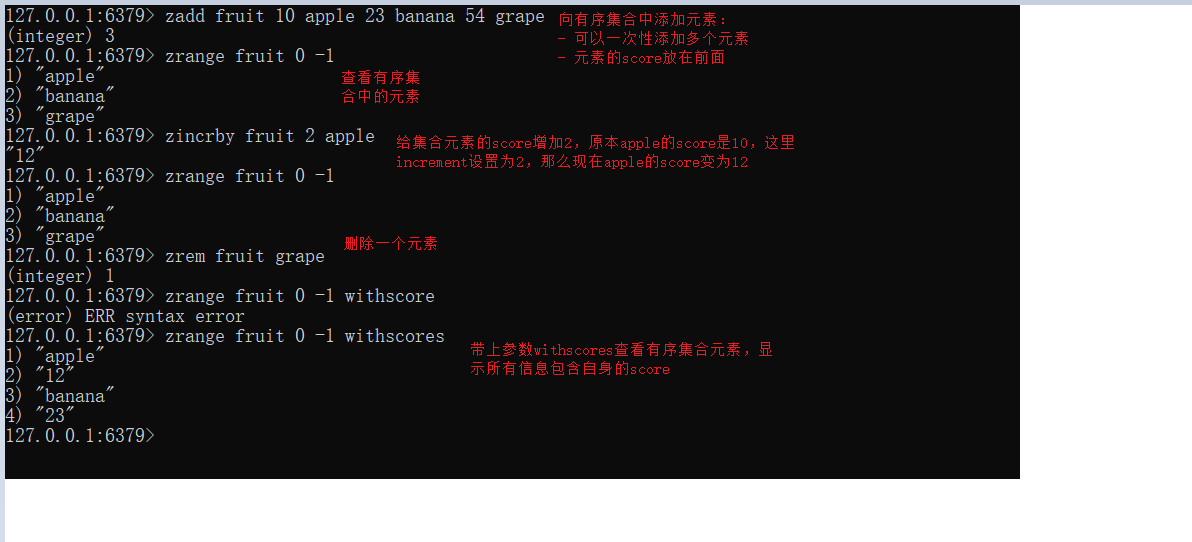 127.0.0.1:6379> zadd fruit 10 apple 23 banana 54 grape
向有序集合中添加元素：
- 可以一次性添加多个元素
- 元素的score放在前面
(integer) 3
127.0.0.1:6379> zrange fruit 0 -1
1) "apple"
2) "banana"
3) "grape"
查看有序集
合中的元素
127.0.0.1:6379> zincrby fruit 2 apple
"12"
给集合元素的score增加2，原本apple的score是10，这里
increment设置为2，那么现在apple的score变为12
127.0.0.1:6379> zrange fruit 0 -1
1) "apple"
2) "banana"
3) "grape"
删除一个元素
127.0.0.1:6379> zrem fruit grape
(integer) 1
127.0.0.1:6379> zrange fruit 0 -1 withscore
(error) ERR syntax error
127.0.0.1:6379> zrange fruit 0 -1 withscores
1) "apple"
2) "12"
3) "banana"
4) "23"
带上参数withscores查看有序集合元素，显
示所有信息包含自身的score
127.0.0.1:6379>